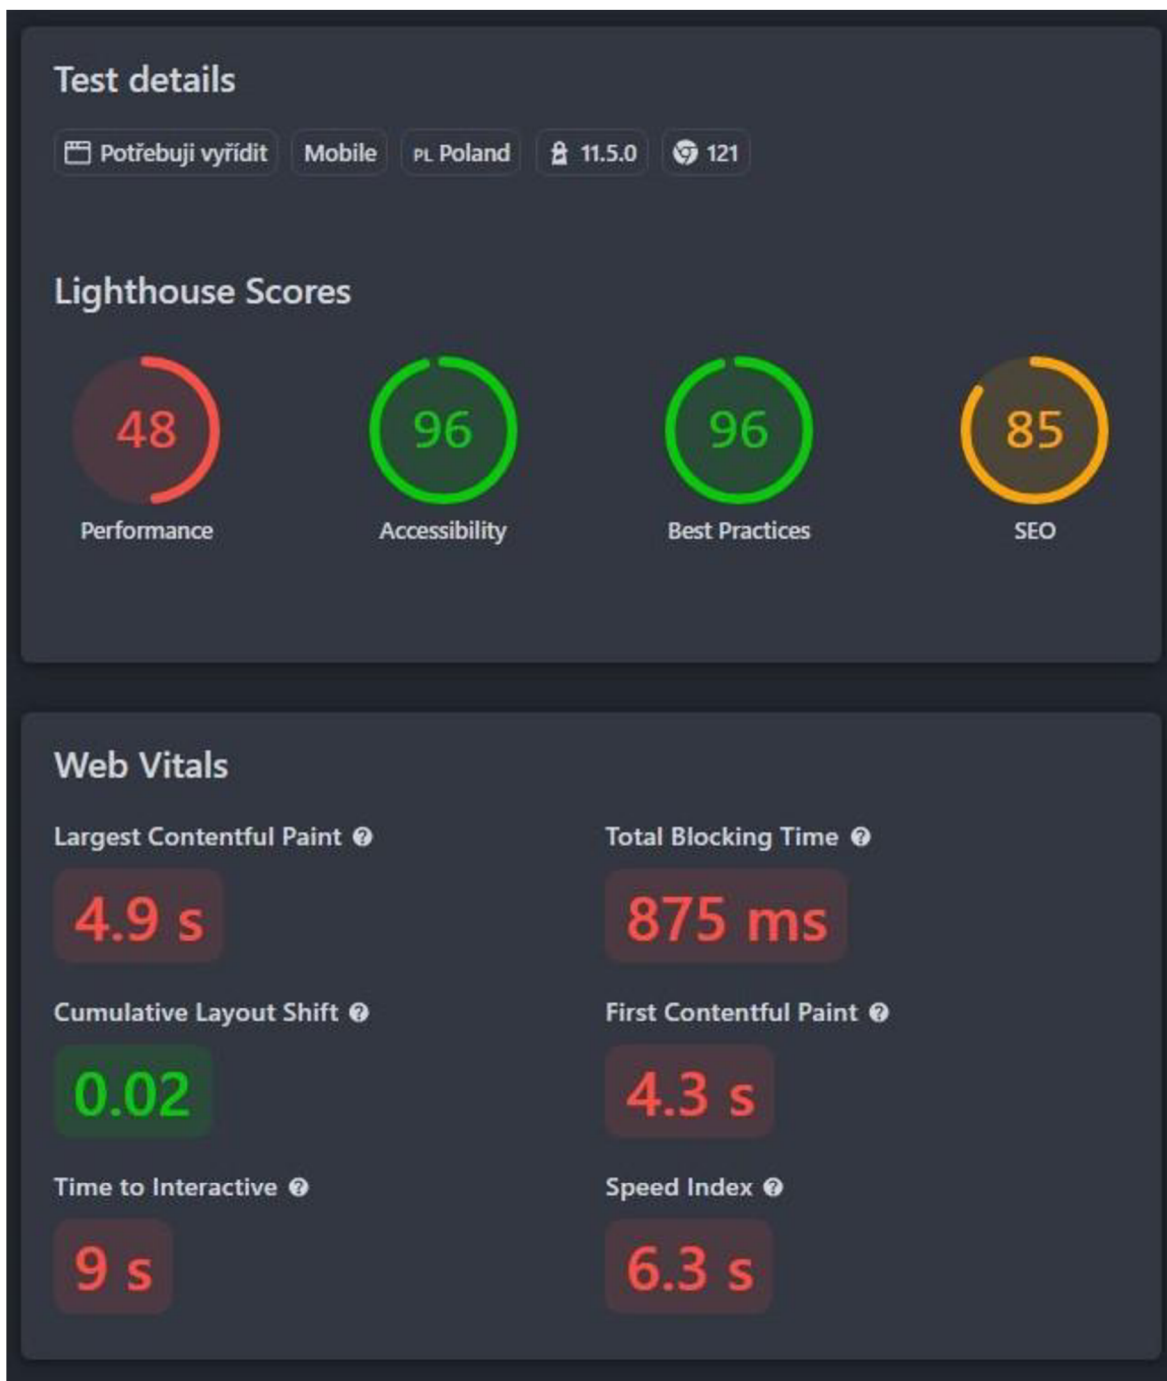 Test details
Potřebuji vyřídit Mobile PL Poland 11.5.0 121
Lighthouse Scores
48 96 96 85
Performance Accessibility Best Practices SEO
Web Vitals
Largest Contentful Paint ? Total Blocking Time ?
4.9 s 875 ms
Cumulative Layout Shift ? First Contentful Paint ?
0.02 4.3 s
Time to Interactive ? Speed Index ?
9 s 6.3 s